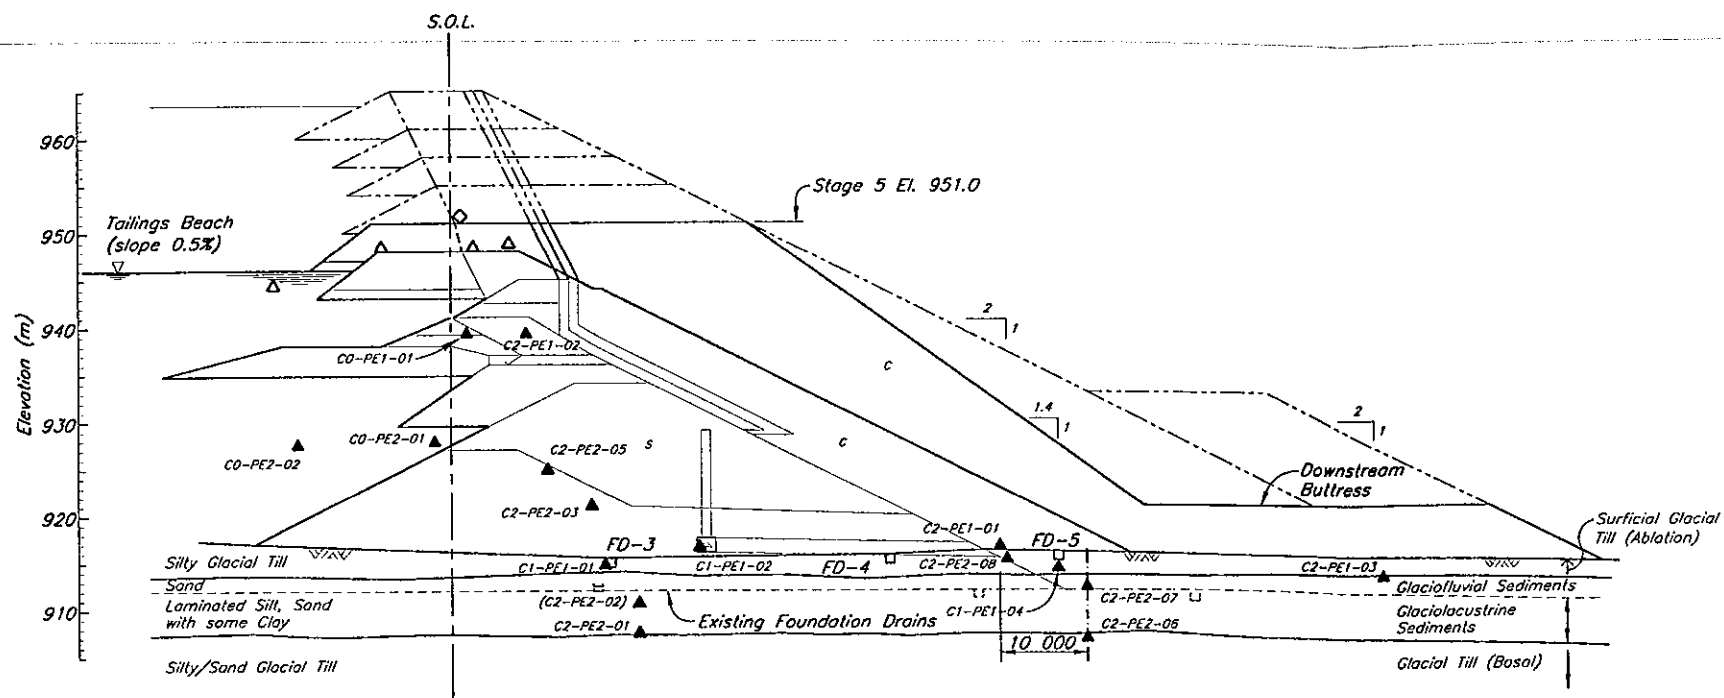 S.O.L.
960
Stage 5 El. 951.0
Tailings Beach
(slope 0.5%)
950
2
1
940
Elevation (m)
C0-PE1-01
C2-PE1-02
c
1.4
1
2
1
930
C0-PE2-01
C0-PE2-02
C2-PE2-05
s
c
Downstream
Buttress
C2-PE2-03
920
C2-PE1-01
Surficial Glacial
Till (Ablation)
FD-3
FD-5
Silty Glacial Till
C1-PE1-01
C1-PE1-02
FD-4
C2-PE2-08
C2-PE1-03
Sand
Glaciofluvial Sediments
910
Laminated Silt, Sand
with some Clay
(C2-PE2-02)
C1-PE1-04
C2-PE2-07
Glaciolacustrine
Sediments
C2-PE2-01
Existing Foundation Drains
C2-PE2-06
10 000
Silty/Sand Glacial Till
Glacial Till (Basal)